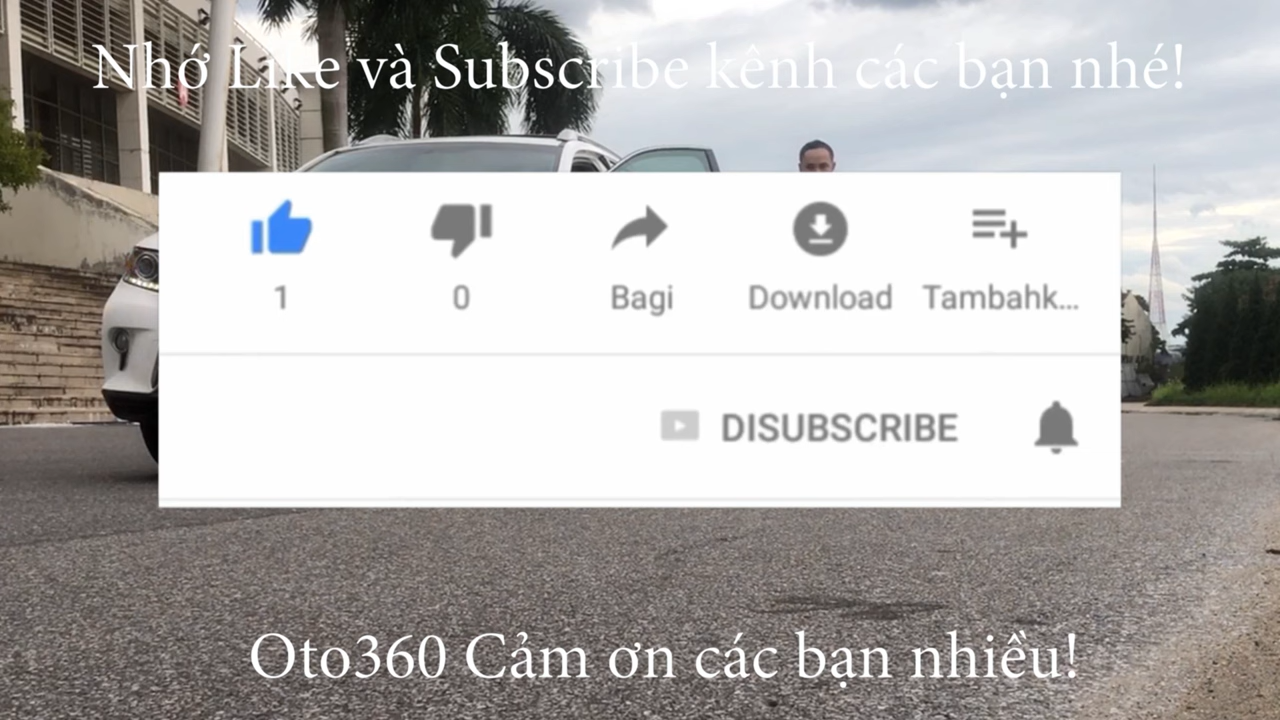 Nhớ Like và Subscribe kênh các bạn nhé!
1 0 Bagi Download Tambahk...
DISUBSCRIBE
Oto360 Cảm ơn các bạn nhiều!